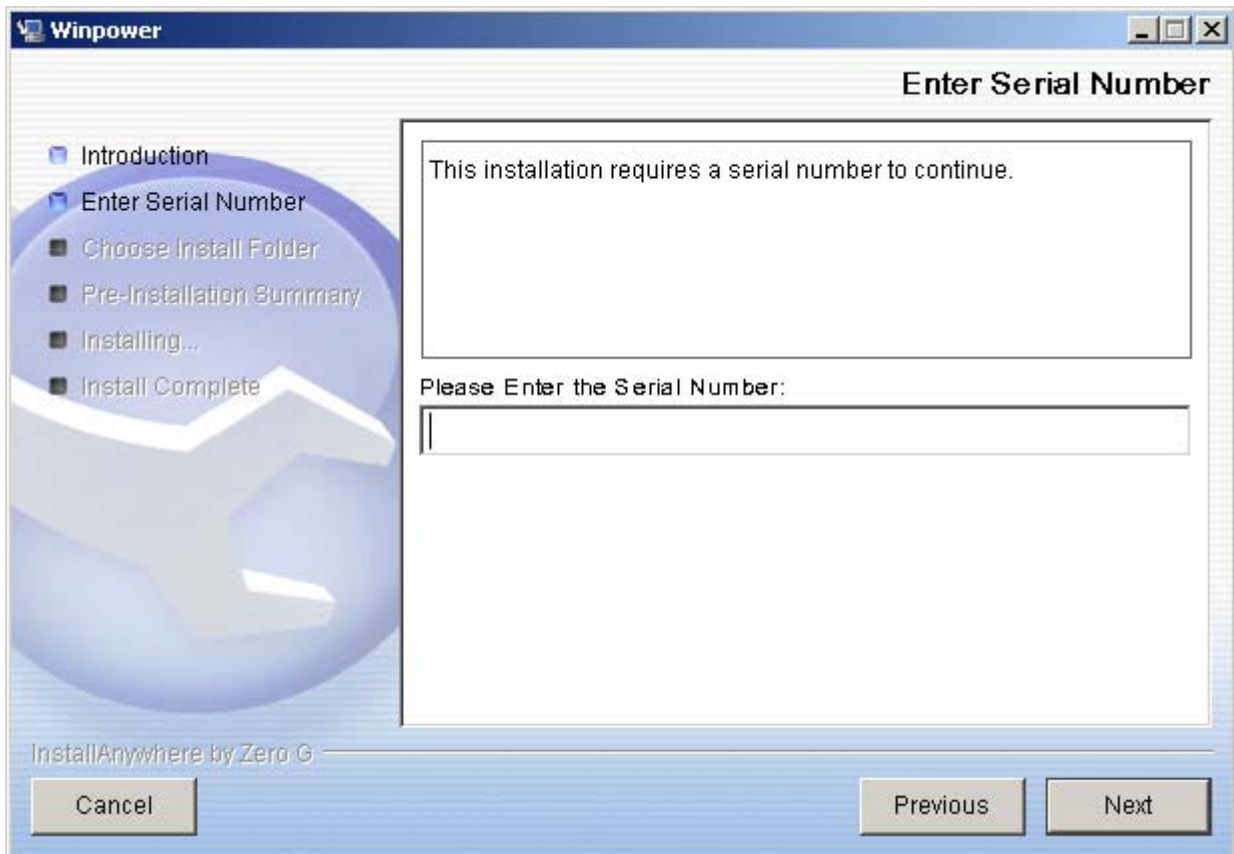 Winpower
Enter Serial Number
Introduction
Enter Serial Number
Choose Install Folder
Pre-Installation Summary
Installing...
Install Complete
This installation requires a serial number to continue.
Please Enter the Serial Number:
InstallAnywhere by Zero G
Cancel
Previous
Next